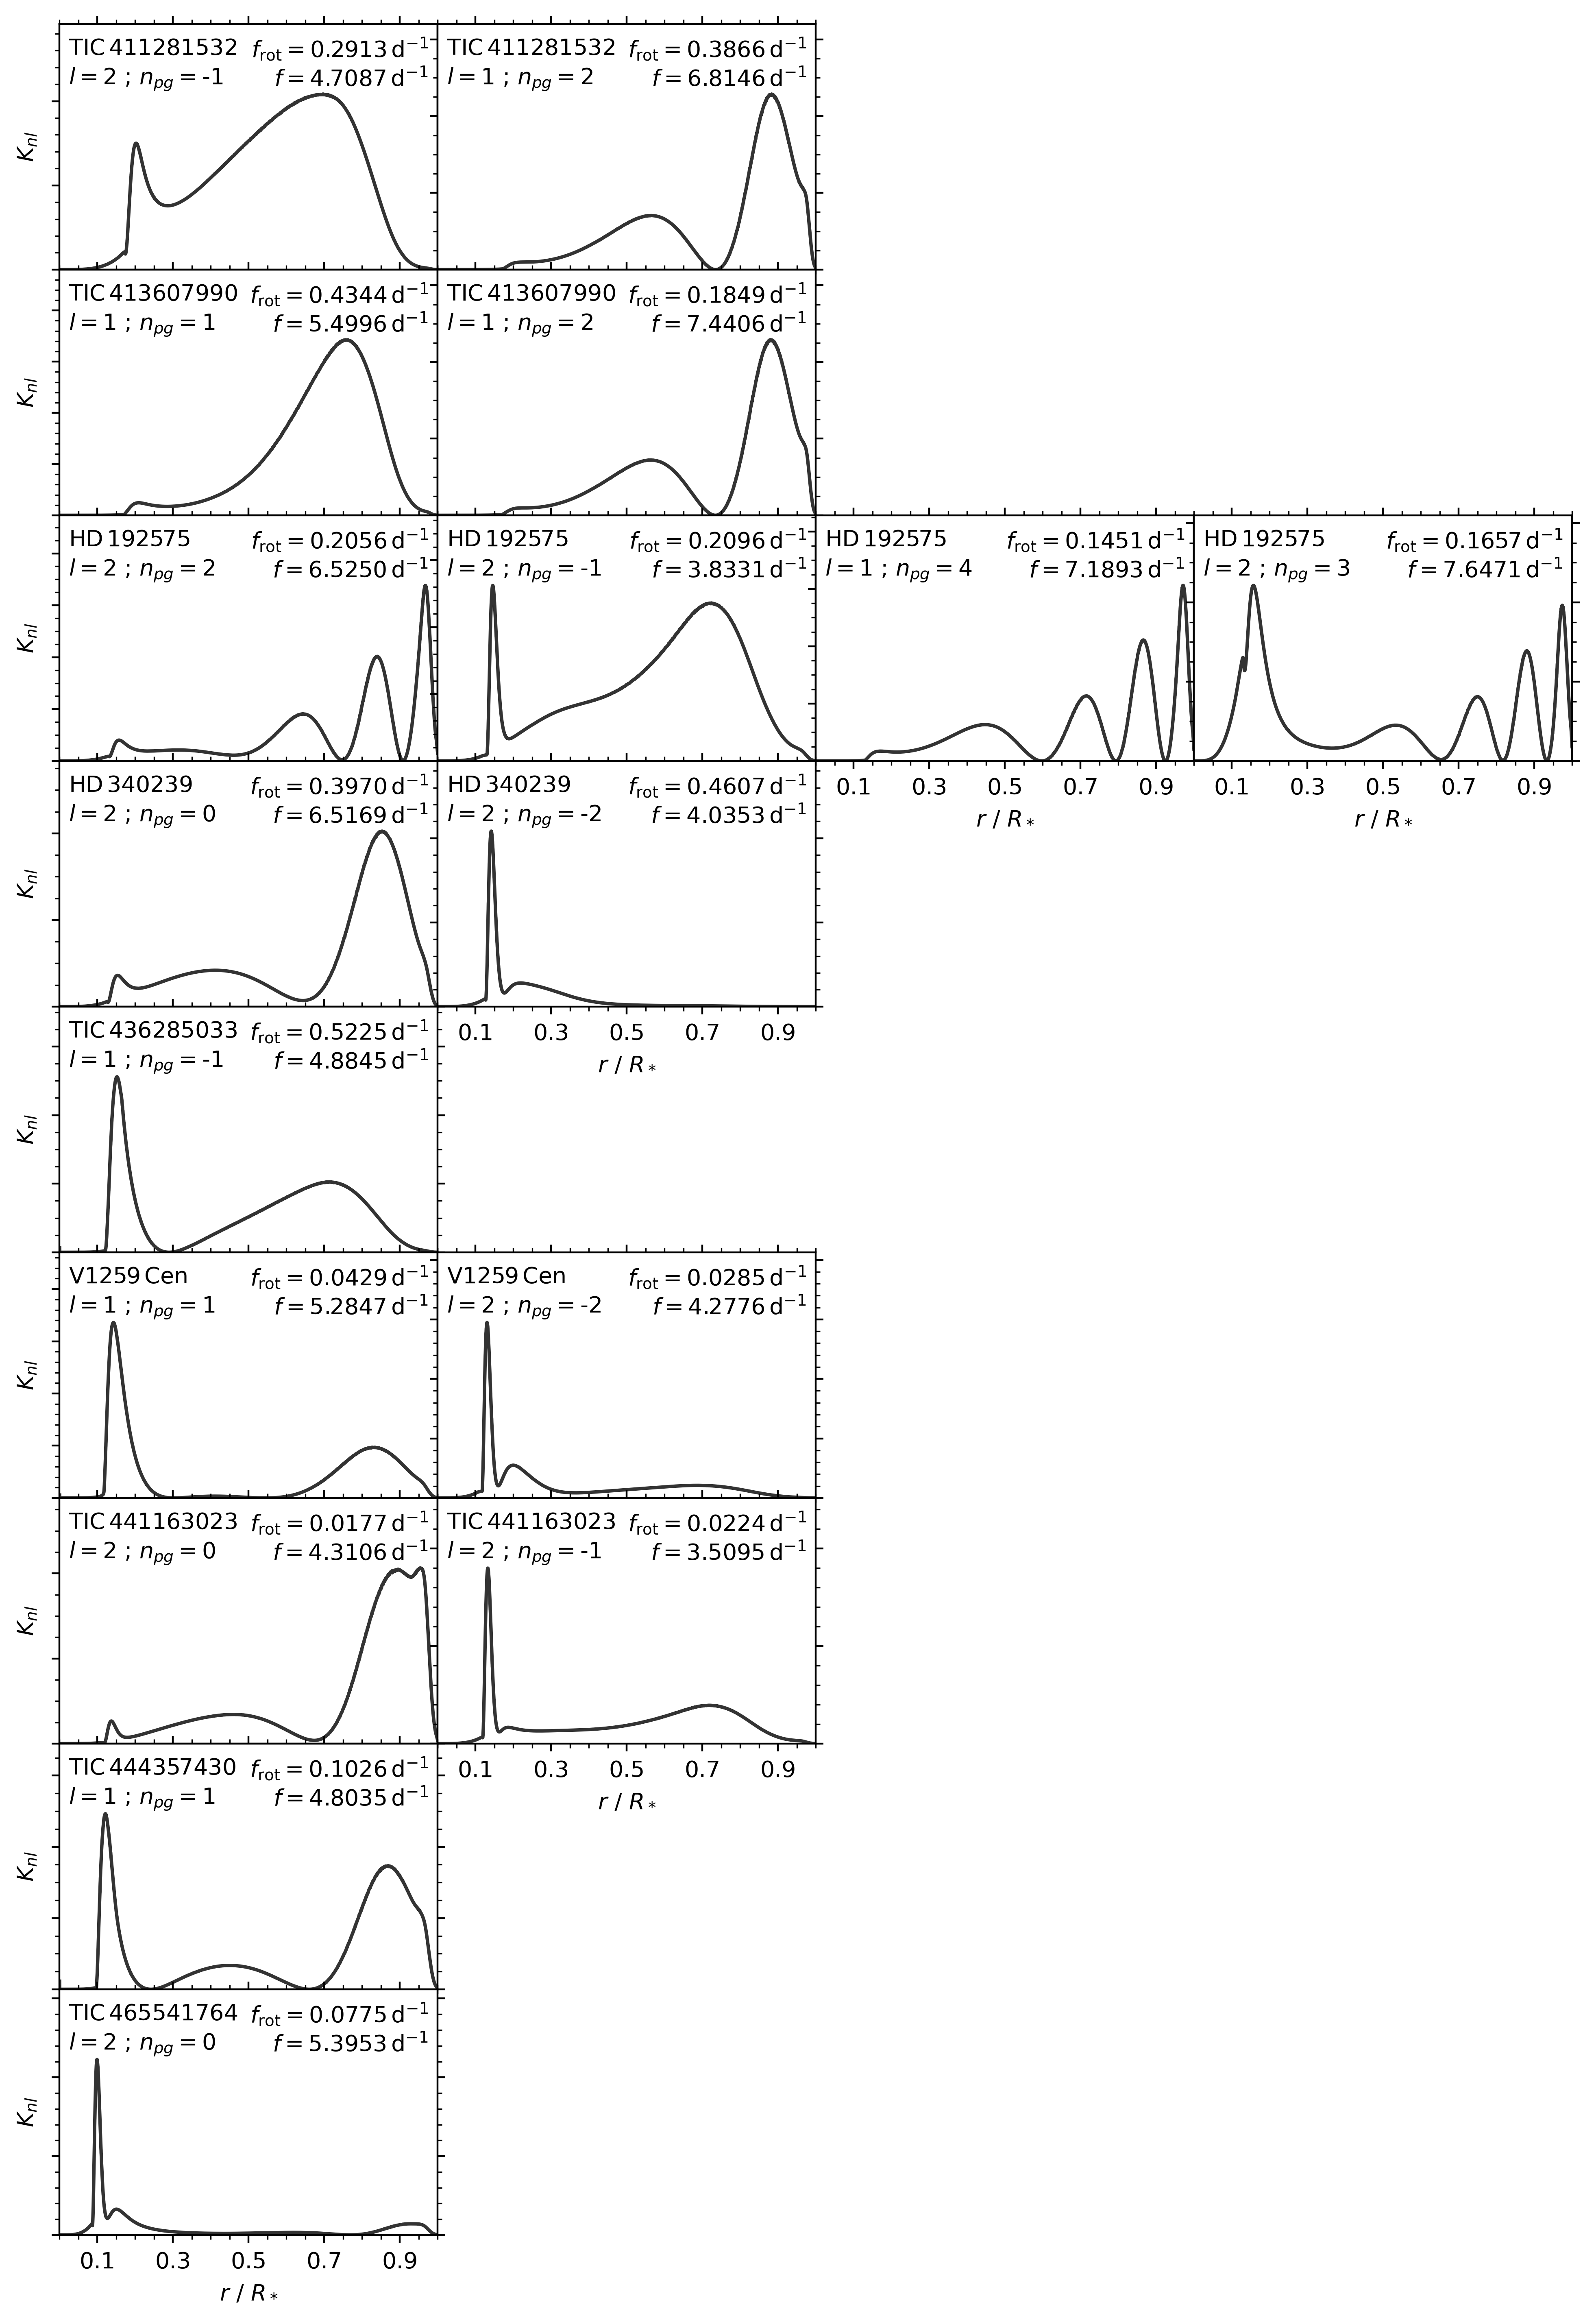 TIC 411281532 f_rot = 0.2913 d⁻¹
l = 2 ; n_pg = -1 f = 4.7087 d⁻¹
TIC 411281532 f_rot = 0.3866 d⁻¹
l = 1 ; n_pg = 2 f = 6.8146 d⁻¹
K_nl
TIC 413607990 f_rot = 0.4344 d⁻¹
l = 1 ; n_pg = 1 f = 5.4996 d⁻¹
TIC 413607990 f_rot = 0.1849 d⁻¹
l = 1 ; n_pg = 2 f = 7.4406 d⁻¹
K_nl
HD 192575 f_rot = 0.2056 d⁻¹
l = 2 ; n_pg = 2 f = 6.5250 d⁻¹
HD 192575 f_rot = 0.2096 d⁻¹
l = 2 ; n_pg = -1 f = 3.8331 d⁻¹
HD 192575 f_rot = 0.1451 d⁻¹
l = 1 ; n_pg = 4 f = 7.1893 d⁻¹
HD 192575 f_rot = 0.1657 d⁻¹
l = 2 ; n_pg = 3 f = 7.6471 d⁻¹
K_nl
0.1 0.3 0.5 0.7 0.9
r / R_*
0.1 0.3 0.5 0.7 0.9
r / R_*
HD 340239 f_rot = 0.3970 d⁻¹
l = 2 ; n_pg = 0 f = 6.5169 d⁻¹
HD 340239 f_rot = 0.4607 d⁻¹
l = 2 ; n_pg = -2 f = 4.0353 d⁻¹
K_nl
0.1 0.3 0.5 0.7 0.9
r / R_*
TIC 436285033 f_rot = 0.5225 d⁻¹
l = 1 ; n_pg = -1 f = 4.8845 d⁻¹
K_nl
V1259 Cen f_rot = 0.0429 d⁻¹
l = 1 ; n_pg = 1 f = 5.2847 d⁻¹
V1259 Cen f_rot = 0.0285 d⁻¹
l = 2 ; n_pg = -2 f = 4.2776 d⁻¹
K_nl
TIC 441163023 f_rot = 0.0177 d⁻¹
l = 2 ; n_pg = 0 f = 4.3106 d⁻¹
TIC 441163023 f_rot = 0.0224 d⁻¹
l = 2 ; n_pg = -1 f = 3.5095 d⁻¹
K_nl
0.1 0.3 0.5 0.7 0.9
r / R_*
TIC 444357430 f_rot = 0.1026 d⁻¹
l = 1 ; n_pg = 1 f = 4.8035 d⁻¹
K_nl
TIC 465541764 f_rot = 0.0775 d⁻¹
l = 2 ; n_pg = 0 f = 5.3953 d⁻¹
K_nl
0.1 0.3 0.5 0.7 0.9
r / R_*